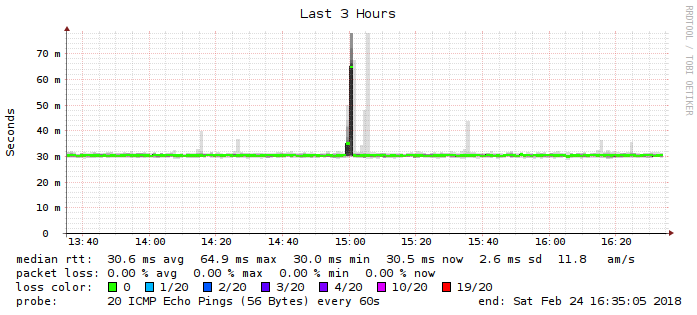 Last 3 Hours
RRDTOOL / TOBI OETIKER
Seconds
70 m
60 m
50 m
40 m
30 m
20 m
10 m
0
13:40 14:00 14:20 14:40 15:00 15:20 15:40 16:00 16:20
median rtt: 30.6 ms avg 64.9 ms max 30.0 ms min 30.5 ms now 2.6 ms sd 11.8 am/s
packet loss: 0.00 % avg 0.00 % max 0.00 % min 0.00 % now
loss color: 0 1/20 2/20 3/20 4/20 10/20 19/20
probe: 20 ICMP Echo Pings (56 Bytes) every 60s end: Sat Feb 24 16:35:05 2018